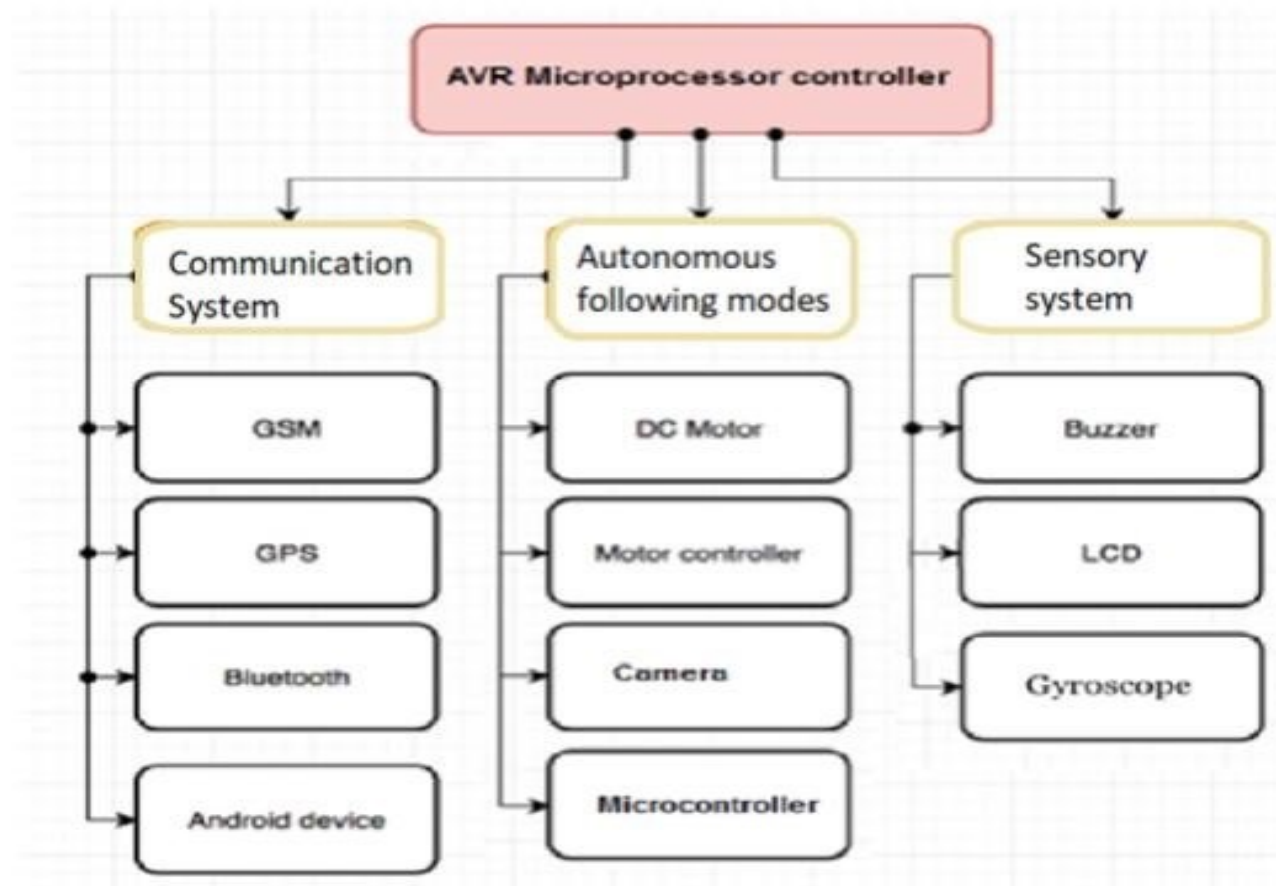 AVR Microprocessor controller
Communication
System
GSM
GPS
Bluetooth
Android device
Autonomous
following modes
DC Motor
Motor controller
Camera
Microcontroller
Sensory
system
Buzzer
LCD
Gyroscope